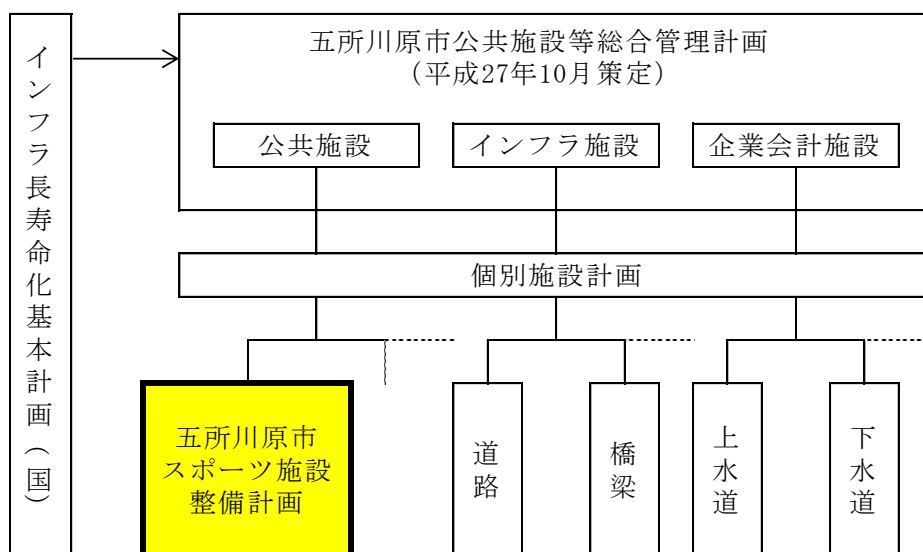 インフラ長寿命化基本計画(国)
五所川原市公共施設等総合管理計画
(平成27年10月策定)
公共施設
インフラ施設
企業会計施設
個別施設計画
五所川原市
スポーツ施設
整備計画
道路
橋梁
上水道
下水道